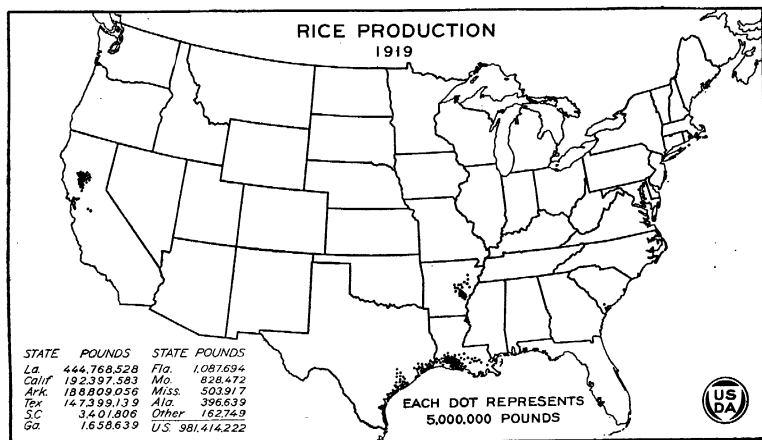 RICE PRODUCTION
1919
STATE POUNDS STATE POUNDS
La. 444,768,528 Fla. 1,087,694
Calif 192,397,583 Mo. 828,472
Ark. 188,809,056 Miss. 503,917
Tex 147,399,139 Ala. 396,639
S.C 3,401,806 Other 162,749
Ga. 1,658,639 U.S. 981,414,222
EACH DOT REPRESENTS
5,000,000 POUNDS
US
DA